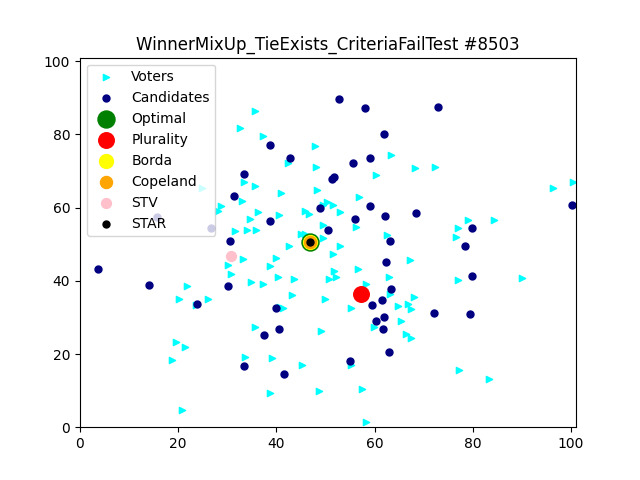 WinnerMixUp_TieExists_CriteriaFailTest #8503
100
80
60
40
20
0
Voters
Candidates
Optimal
Plurality
Borda
Copeland
STV
STAR
0 20 40 60 80 100